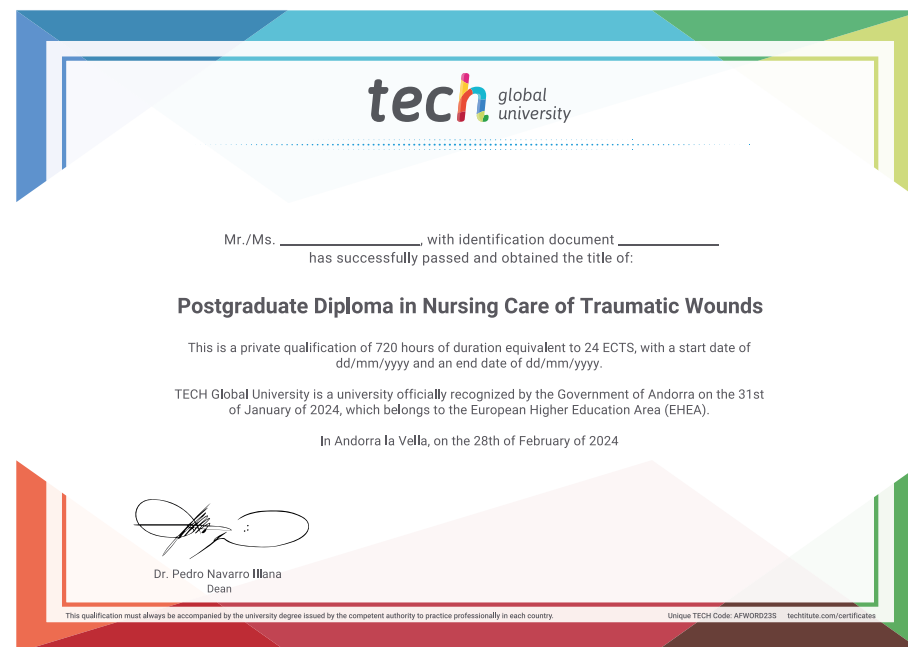 tech global
university
Mr./Ms. ____________________, with identification document ______________
has successfully passed and obtained the title of:
Postgraduate Diploma in Nursing Care of Traumatic Wounds
This is a private qualification of 720 hours of duration equivalent to 24 ECTS, with a start date of
dd/mm/yyyy and an end date of dd/mm/yyyy.
TECH Global University is a university officially recognized by the Government of Andorra on the 31st
of January of 2024, which belongs to the European Higher Education Area (EHEA).
In Andorra la Vella, on the 28th of February of 2024
Dr. Pedro Navarro Illana
Dean
This qualification must always be accompanied by the university degree issued by the competent authority to practice professionally in each country. Unique TECH Code: AFWORD23S techtitute.com/certificates